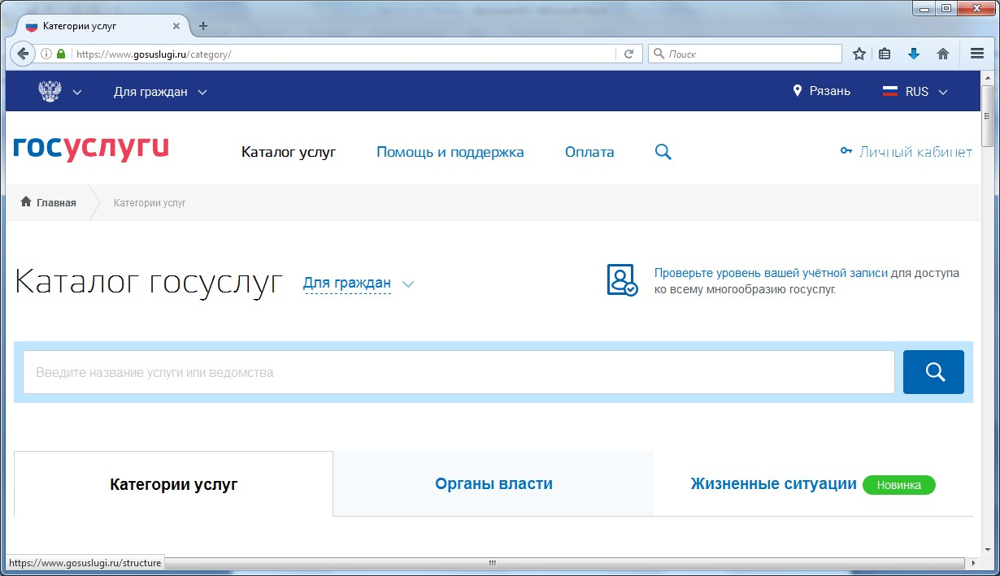 Категории услуг
https://www.gosuslugi.ru/category/
Поиск
Для граждан
Рязань
RUS
госуслуги
Каталог услуг
Помощь и поддержка
Оплата
Личный кабинет
Главная
Категории услуг
Каталог госуслуг
Для граждан
Проверьте уровень вашей учётной записи для доступа
ко всему многообразию госуслуг.
Введите название услуги или ведомства
Категории услуг
Органы власти
Жизненные ситуации
Новинка
https://www.gosuslugi.ru/structure